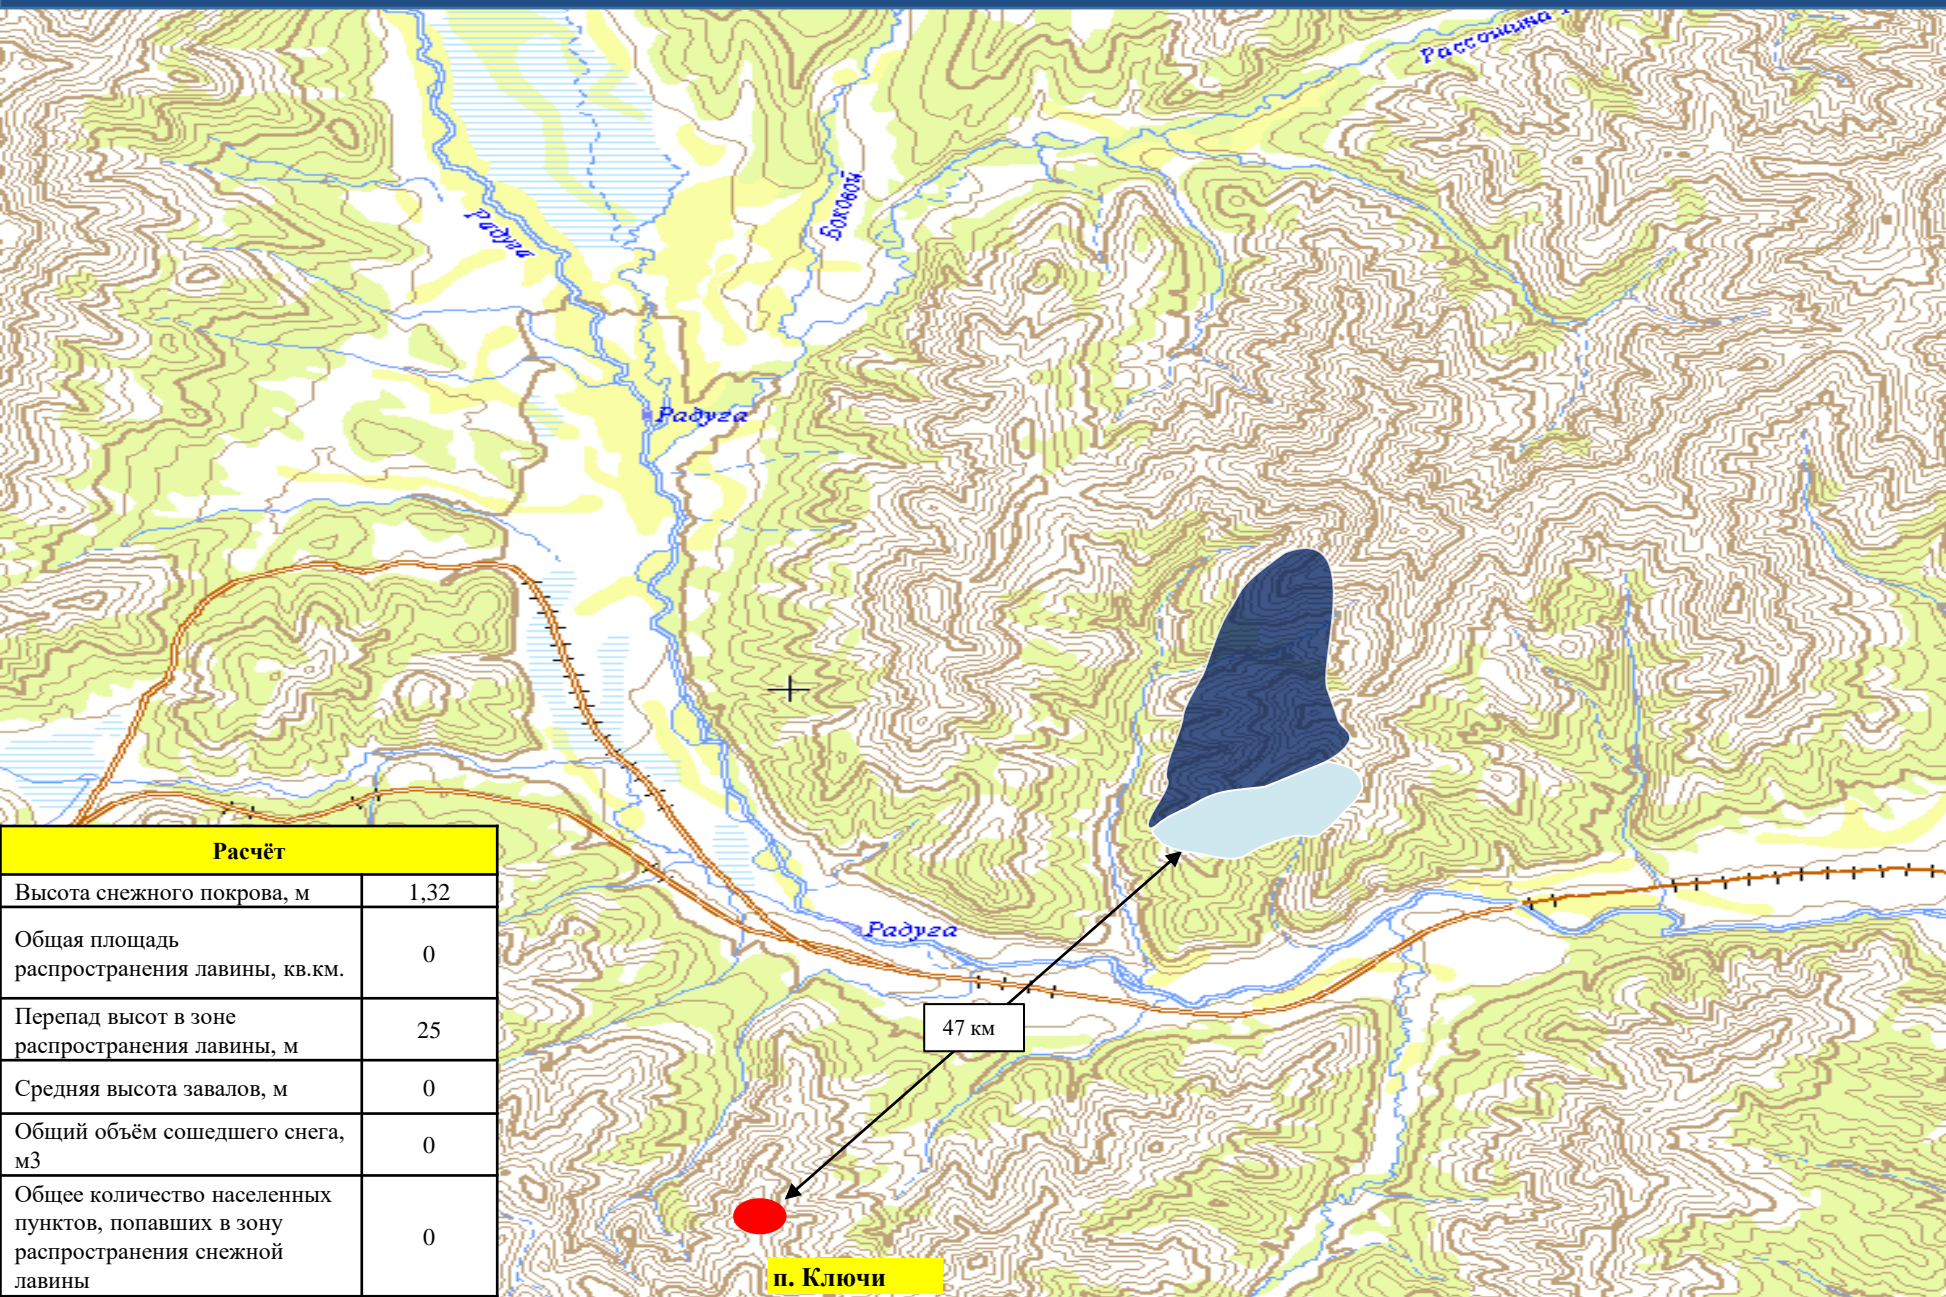 Рассошина
Боковой
Радуга
Радуга
Радуга
47 км
п. Ключи
Расчёт
Высота снежного покрова, м 1,32
Общая площадь
распространения лавины, кв.км. 0
Перепад высот в зоне
распространения лавины, м 25
Средняя высота завалов, м 0
Общий объём сошедшего снега,
м3 0
Общее количество населенных
пунктов, попавших в зону
распространения снежной
лавины 0